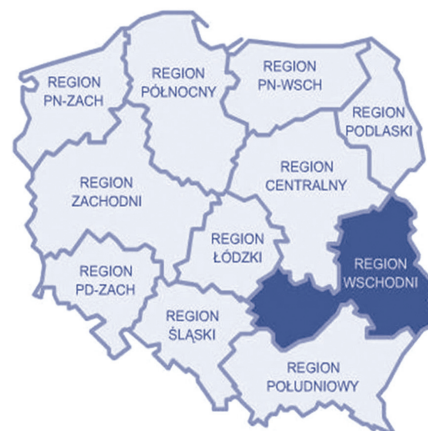 REGION
PN-ZACH
REGION
PÓŁNOCNY
REGION
PN-WSCH
REGION
PODLASKI
REGION
ZACHODNI
REGION
CENTRALNY
REGION
ŁÓDZKI
REGION
WSCHODNI
REGION
PD-ZACH
REGION
ŚLĄSKI
REGION
POŁUDNIOWY